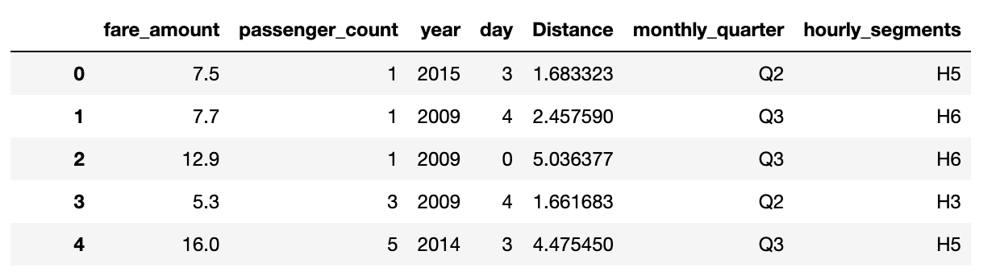 fare_amount passenger_count year day Distance monthly_quarter hourly_segments
0 7.5 1 2015 3 1.683323 Q2 H5
1 7.7 1 2009 4 2.457590 Q3 H6
2 12.9 1 2009 0 5.036377 Q3 H6
3 5.3 3 2009 4 1.661683 Q2 H3
4 16.0 5 2014 3 4.475450 Q3 H5